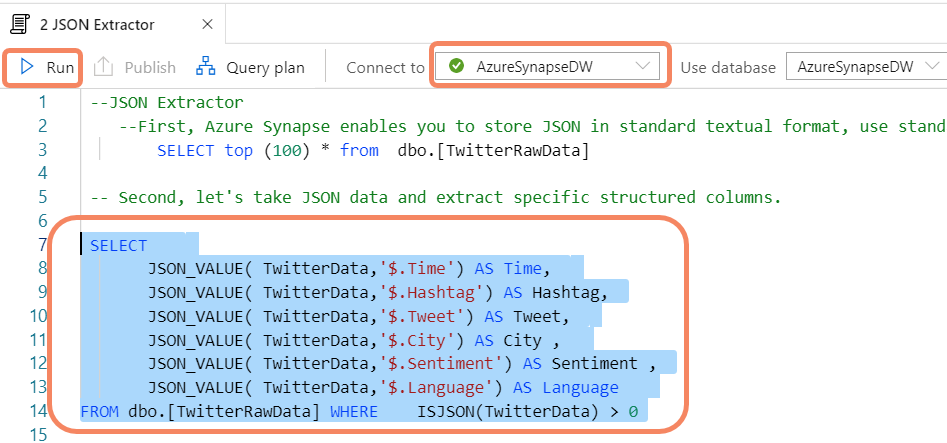 2 JSON Extractor
Run Publish Query plan Connect to AzureSynapseDW Use database AzureSynapseDW
1 --JSON Extractor
2 --First, Azure Synapse enables you to store JSON in standard textual format, use stand
3 SELECT top (100) * from dbo.[TwitterRawData]
4
5 -- Second, let's take JSON data and extract specific structured columns.
6
7 SELECT
8 JSON_VALUE( TwitterData,'$.Time') AS Time,
9 JSON_VALUE( TwitterData,'$.Hashtag') AS Hashtag,
10 JSON_VALUE( TwitterData,'$.Tweet') AS Tweet,
11 JSON_VALUE( TwitterData,'$.City') AS City ,
12 JSON_VALUE( TwitterData,'$.Sentiment') AS Sentiment ,
13 JSON_VALUE( TwitterData,'$.Language') AS Language
14 FROM dbo.[TwitterRawData] WHERE ISJSON(TwitterData) > 0
15